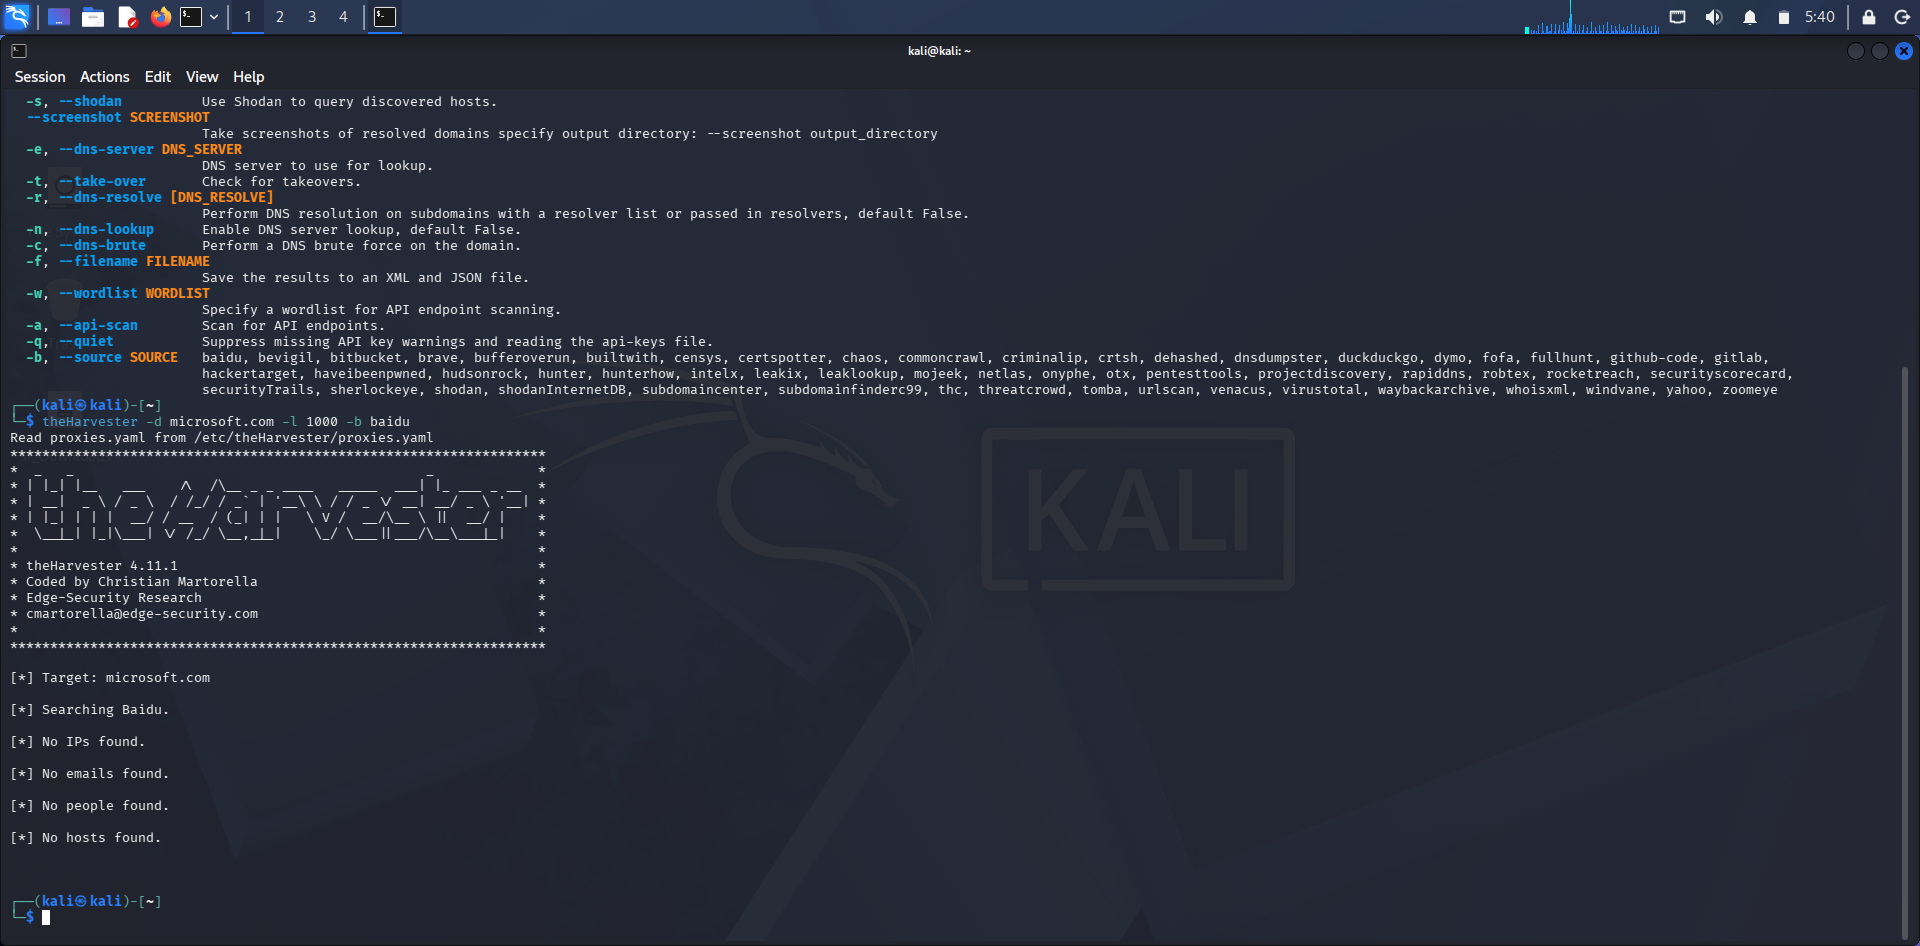 1 2 3 4 5:40
kali@kali: ~
Session Actions Edit View Help
-s, --shodan Use Shodan to query discovered hosts.
--screenshot SCREENSHOT
Take screenshots of resolved domains specify output directory: --screenshot output_directory
-e, --dns-server DNS_SERVER
DNS server to use for lookup.
-t, --take-over Check for takeovers.
-r, --dns-resolve [DNS_RESOLVE]
Perform DNS resolution on subdomains with a resolver list or passed in resolvers, default False.
-n, --dns-lookup Enable DNS server lookup, default False.
-c, --dns-brute Perform a DNS brute force on the domain.
-f, --filename FILENAME
Save the results to an XML and JSON file.
-w, --wordlist WORDLIST
Specify a wordlist for API endpoint scanning.
-a, --api-scan Scan for API endpoints.
-q, --quiet Suppress missing API key warnings and reading the api-keys file.
-b, --source SOURCE baidu, bevigil, bitbucket, brave, bufferoverun, builtwith, censys, certspotter, chaos, commoncrawl, criminalip, crtsh, dehashed, dnsdumpster, duckduckgo, dymo, fofa, fullhunt, github-code, gitlab,
hackertarget, haveibeenpwned, hudsonrock, hunter, hunterhow, intelx, leakix, leaklookup, mojeek, netlas, onyphe, otx, pentesttools, projectdiscovery, rapiddns, robtex, rocketreach, securityscorecard,
securityTrails, sherlockeye, shodan, shodanInternetDB, subdomaincenter, subdomainfinderc99, thc, threatcrowd, tomba, urlscan, venacus, virustotal, waybackarchive, whoisxml, windvane, yahoo, zoomeye
┌──(kali㉿kali)-[~]
└─$ theHarvester -d microsoft.com -l 1000 -b baidu
Read proxies.yaml from /etc/theHarvester/proxies.yaml
*******************************************************************
theHarvester
* theHarvester 4.11.1 *
* Coded by Christian Martorella *
* Edge-Security Research *
* cmartorella@edge-security.com *
* *
*******************************************************************
[*] Target: microsoft.com
[*] Searching Baidu.
[*] No IPs found.
[*] No emails found.
[*] No people found.
[*] No hosts found.
┌──(kali㉿kali)-[~]
└─$
KALI